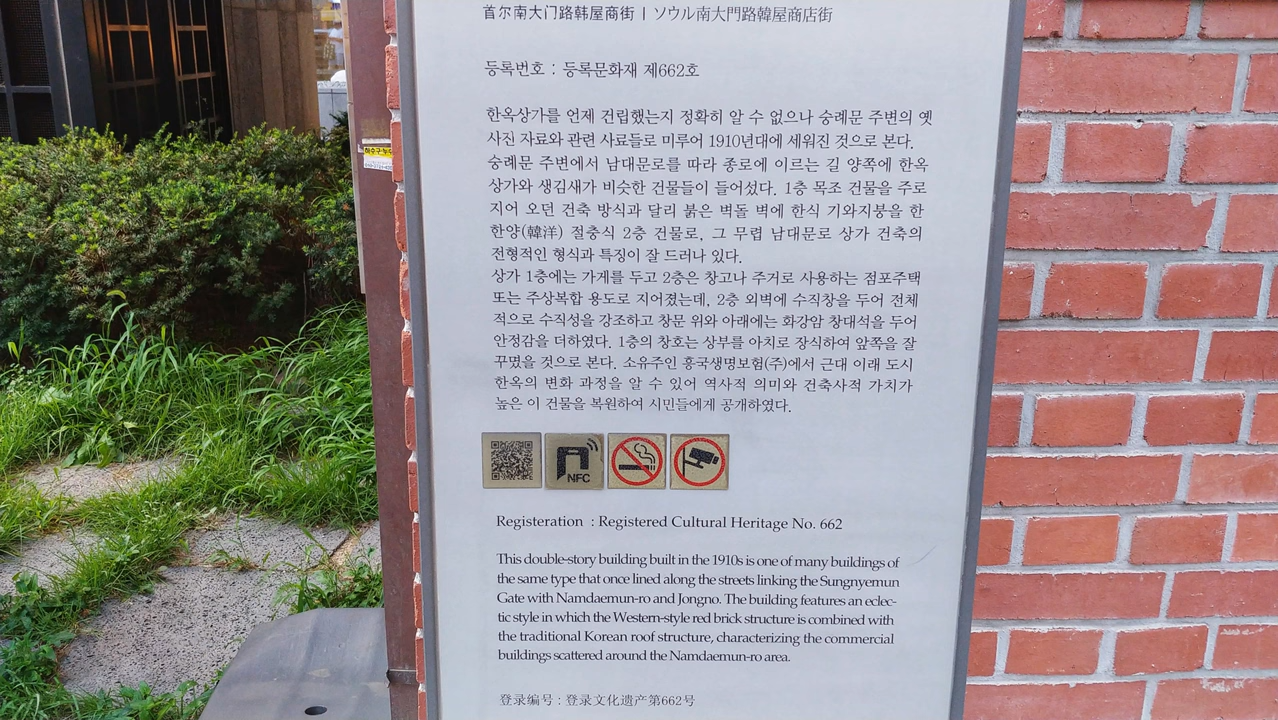 首尔南大门路韩屋商街 | ソウル南大門路韓屋商店街
등록번호 : 등록문화재 제662호
한옥상가를 언제 건립했는지 정확히 알 수 없으나 숭례문 주변의 옛
사진 자료와 관련 사료들로 미루어 1910년대에 세워진 것으로 본다.
숭례문 주변에서 남대문로를 따라 종로에 이르는 길 양쪽에 한옥
상가와 생김새가 비슷한 건물들이 들어섰다. 1층 목조 건물을 주로
지어 오던 건축 방식과 달리 붉은 벽돌 벽에 한식 기와지붕을 한
한양(韓洋) 절충식 2층 건물로, 그 무렵 남대문로 상가 건축의
전형적인 형식과 특징이 잘 드러나 있다.
상가 1층에는 가게를 두고 2층은 창고나 주거로 사용하는 점포주택
또는 주상복합 용도로 지어졌는데, 2층 외벽에 수직창을 두어 전체
적으로 수직성을 강조하고 창문 위와 아래에는 화강암 창대석을 두어
안정감을 더하였다. 1층의 창호는 상부를 아치로 장식하여 앞쪽을 잘
꾸몄을 것으로 본다. 소유주인 흥국생명보험(주)에서 근대 이래 도시
한옥의 변화 과정을 알 수 있어 역사적 의미와 건축사적 가치가
높은 이 건물을 복원하여 시민들에게 공개하였다.
NFC
Registeration : Registered Cultural Heritage No. 662
This double-story building built in the 1910s is one of many buildings of
the same type that once lined along the streets linking the Sungnyemun
Gate with Namdaemun-ro and Jongno. The building features an eclec-
tic style in which the Western-style red brick structure is combined with
the traditional Korean roof structure, characterizing the commercial
buildings scattered around the Namdaemun-ro area.
登录编号 : 登录文化遗产第662号